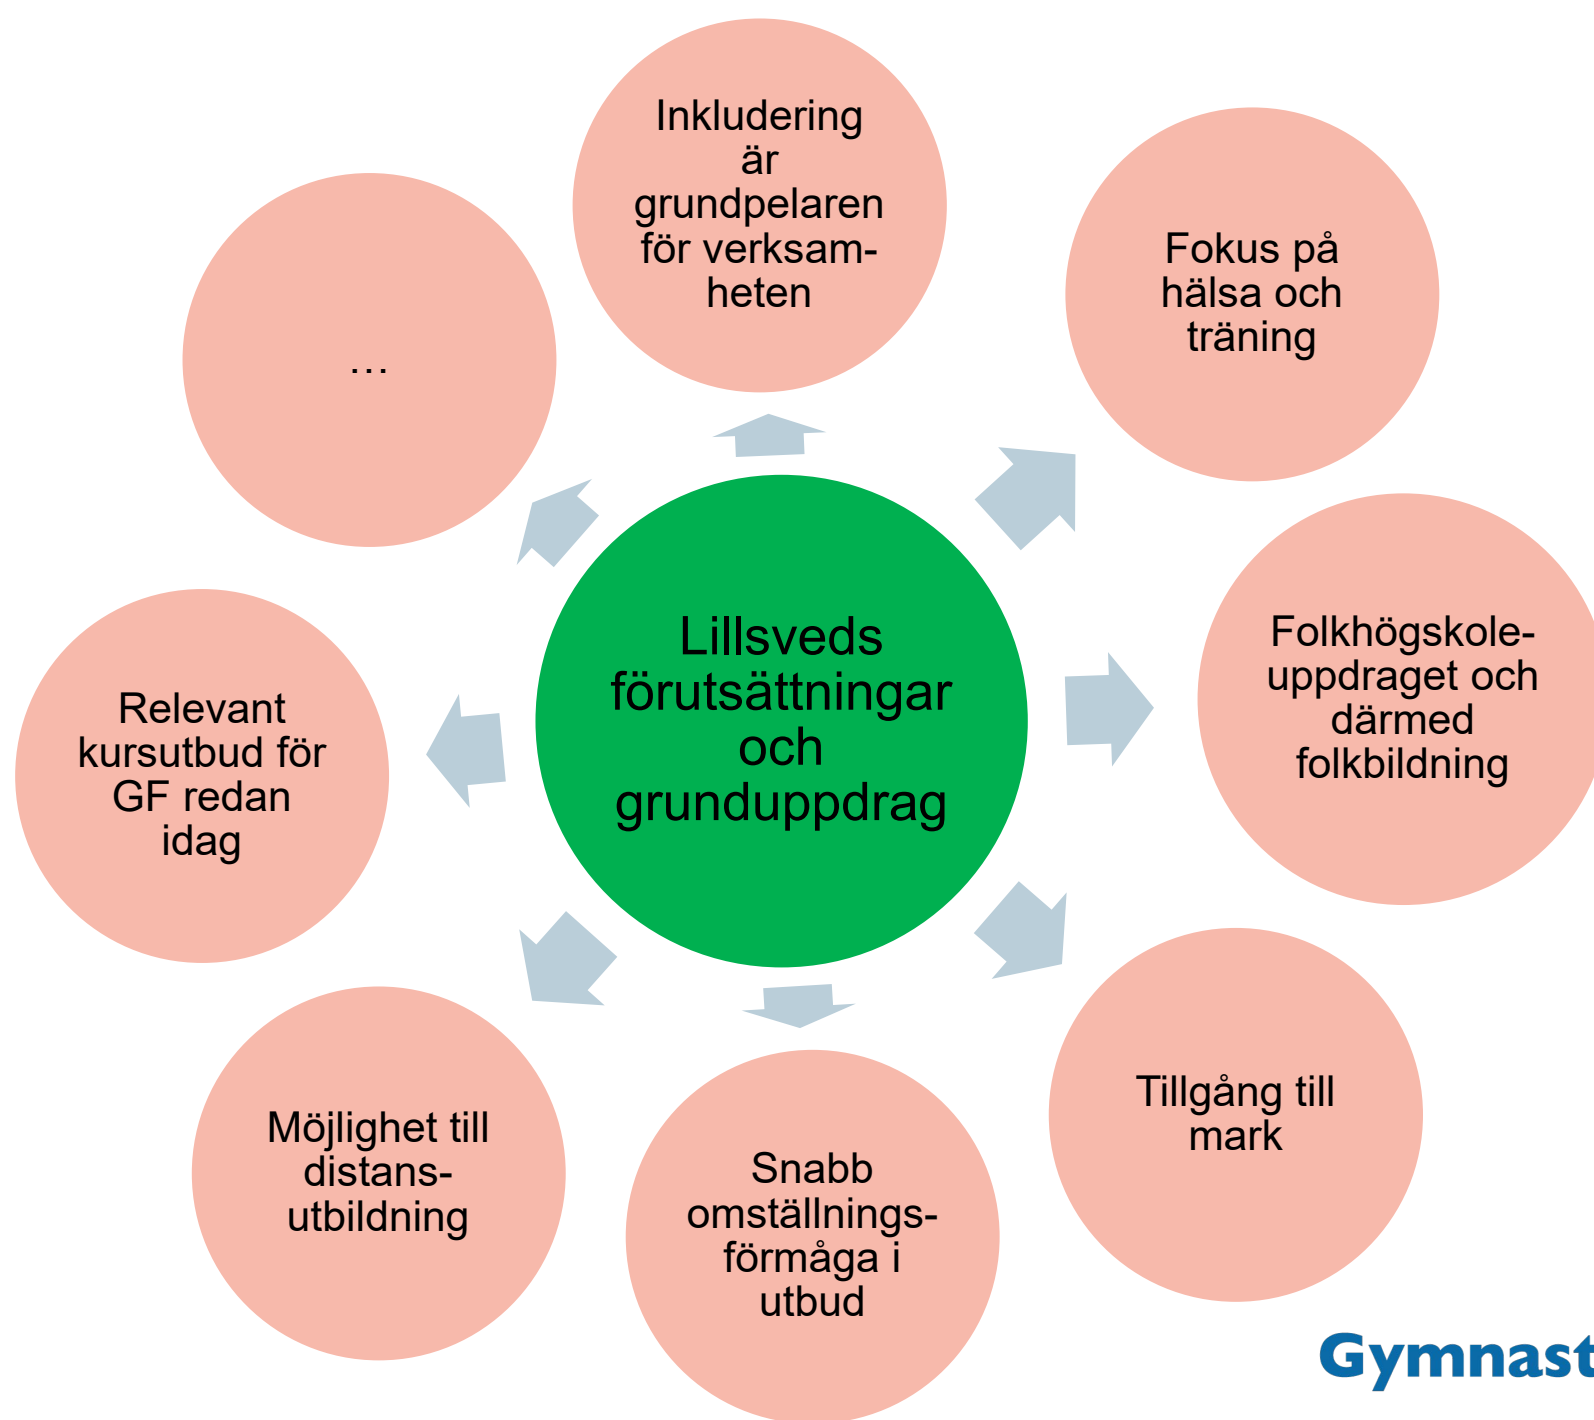 Inkludering
är
grundpelaren
för verksam-
heten
Fokus på
hälsa och
träning
Folkhögskole-
uppdraget och
därmed
folkbildning
Tillgång till
mark
Snabb
omställnings-
förmåga i
utbud
Möjlighet till
distans-
utbildning
Relevant
kursutbud för
GF redan
idag
...
Lillsveds
förutsättningar
och
grunduppdrag
Gymnast